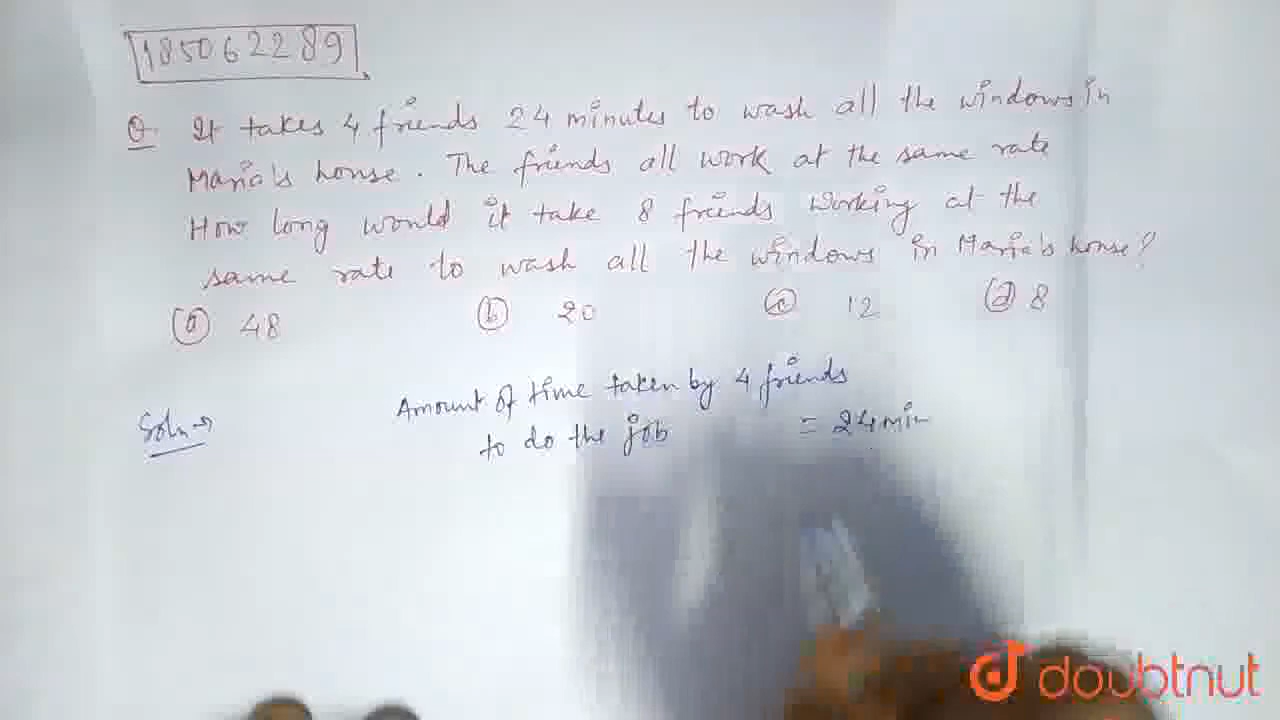 185062289
Q. It takes 4 friends 24 minutes to wash all the windows in
Maria's house. The friends all work at the same rate
How long would it take 8 friends working at the
same rate to wash all the windows in Maria's house?
(a) 48 (b) 20 (c) 12 (d) 8
Soln→ Amount of time taken by 4 friends
to do the job = 24 min
doubtnut